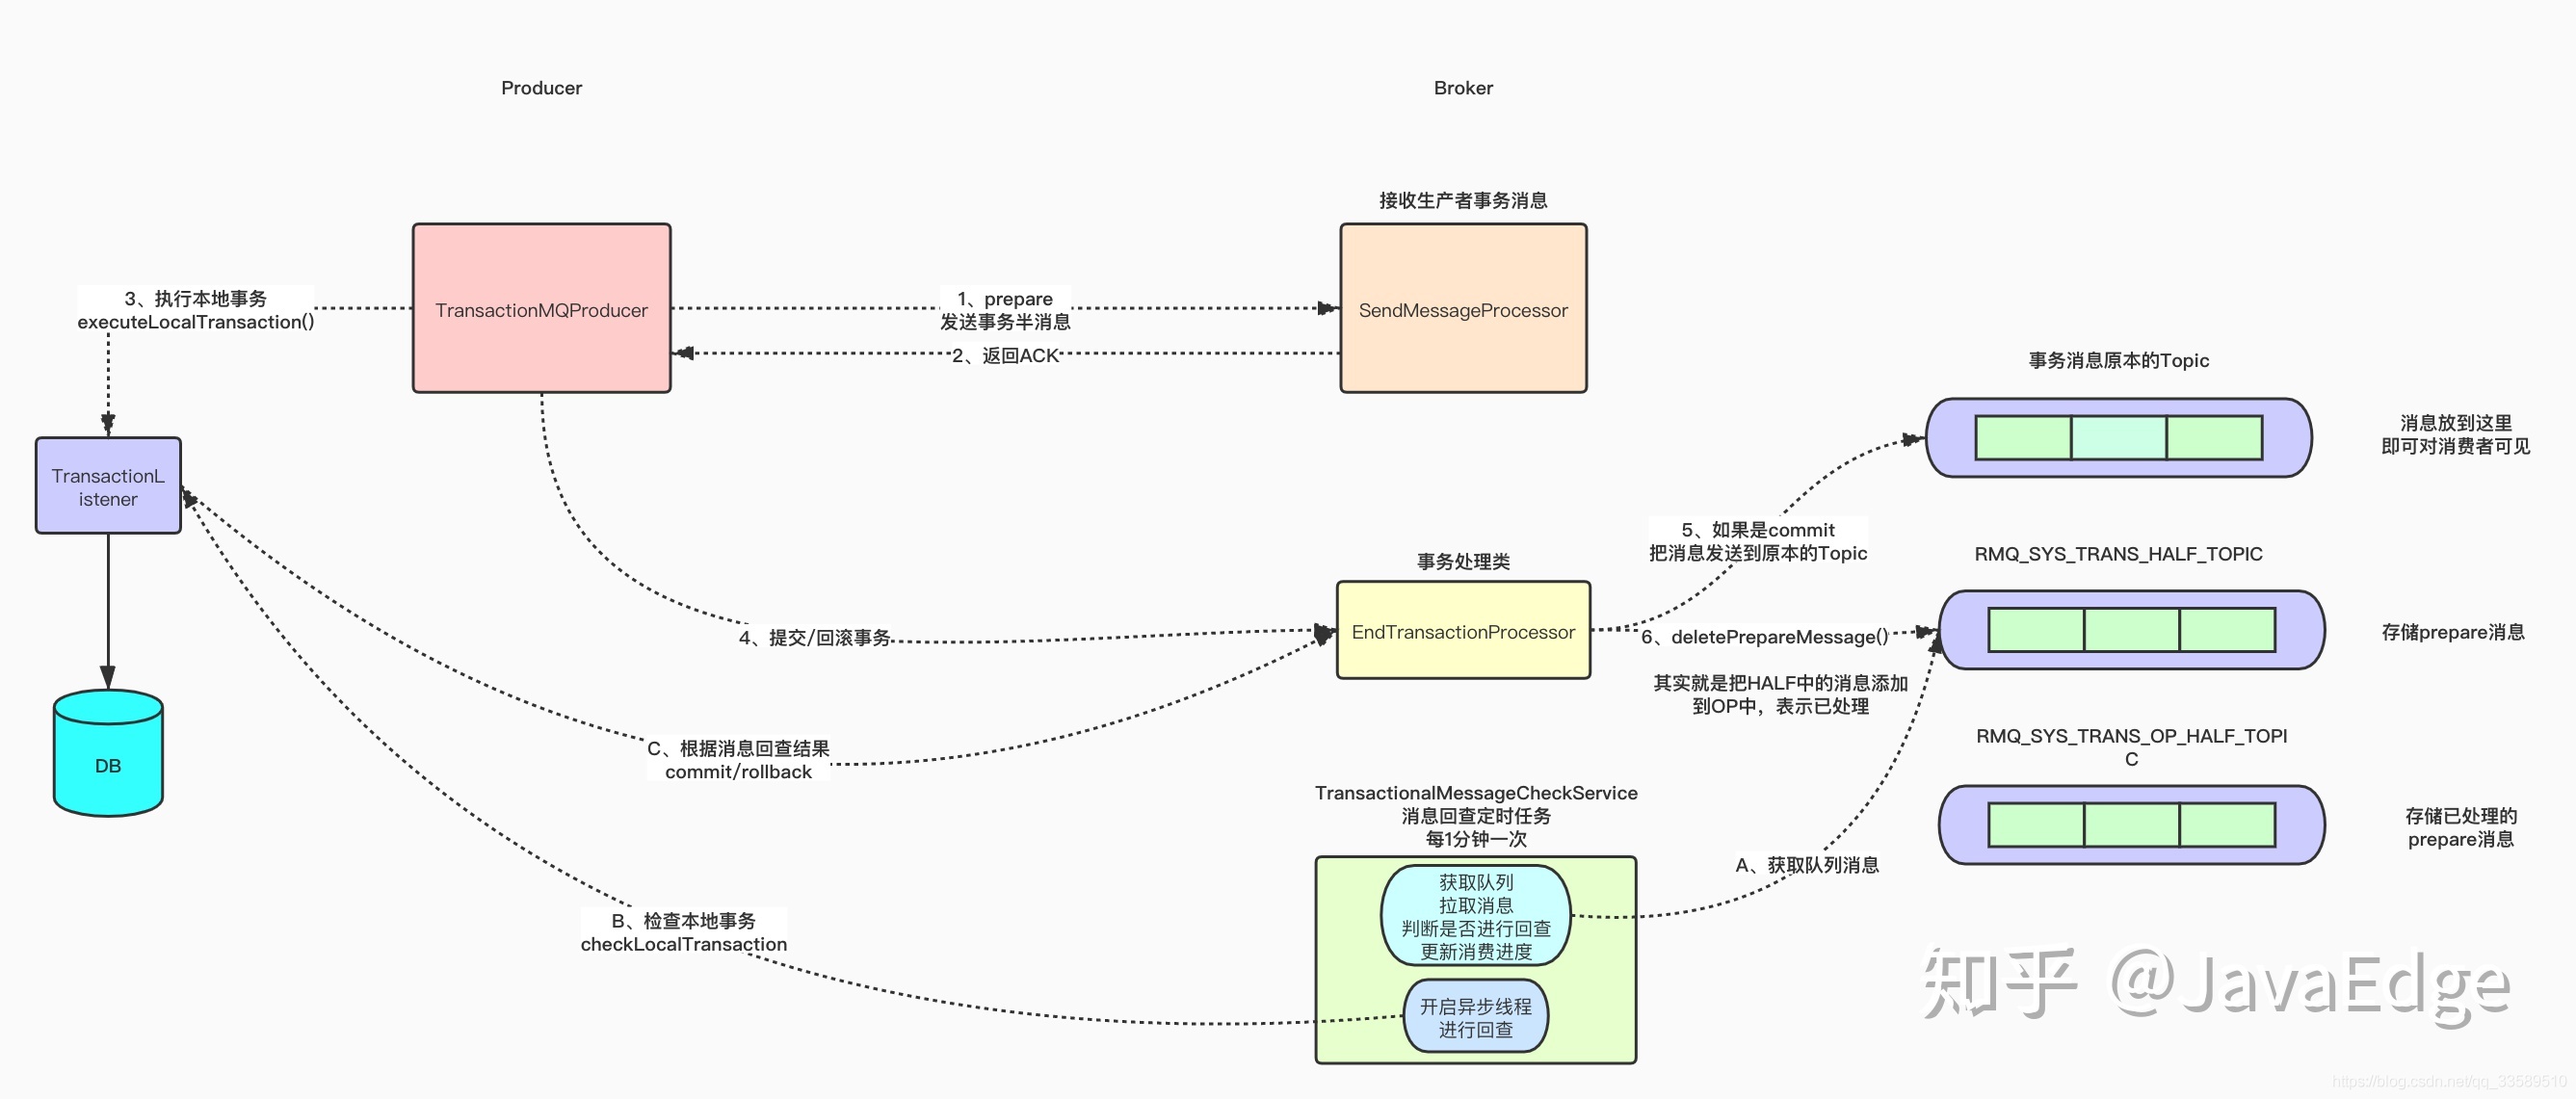 Producer
Broker
接收生产者事务消息
TransactionMQProducer
SendMessageProcessor
1、prepare
发送事务半消息
2、返回ACK
3、执行本地事务
executeLocalTransaction()
TransactionL
istener
DB
4、提交/回滚事务
事务处理类
EndTransactionProcessor
5、如果是commit
把消息发送到原本的Topic
6、deletePrepareMessage()
其实就是把HALF中的消息添加
到OP中，表示已处理
事务消息原本的Topic
消息放到这里
即可对消费者可见
RMQ_SYS_TRANS_HALF_TOPIC
存储prepare消息
RMQ_SYS_TRANS_OP_HALF_TOPI
C
存储已处理的
prepare消息
C、根据消息回查结果
commit/rollback
B、检查本地事务
checkLocalTransaction
TransactionalMessageCheckService
消息回查定时任务
每1分钟一次
获取队列
拉取消息
判断是否进行回查
更新消费进度
开启异步线程
进行回查
A、获取队列消息
知乎 @JavaEdge
https://blog.csdn.net/qq_33589510